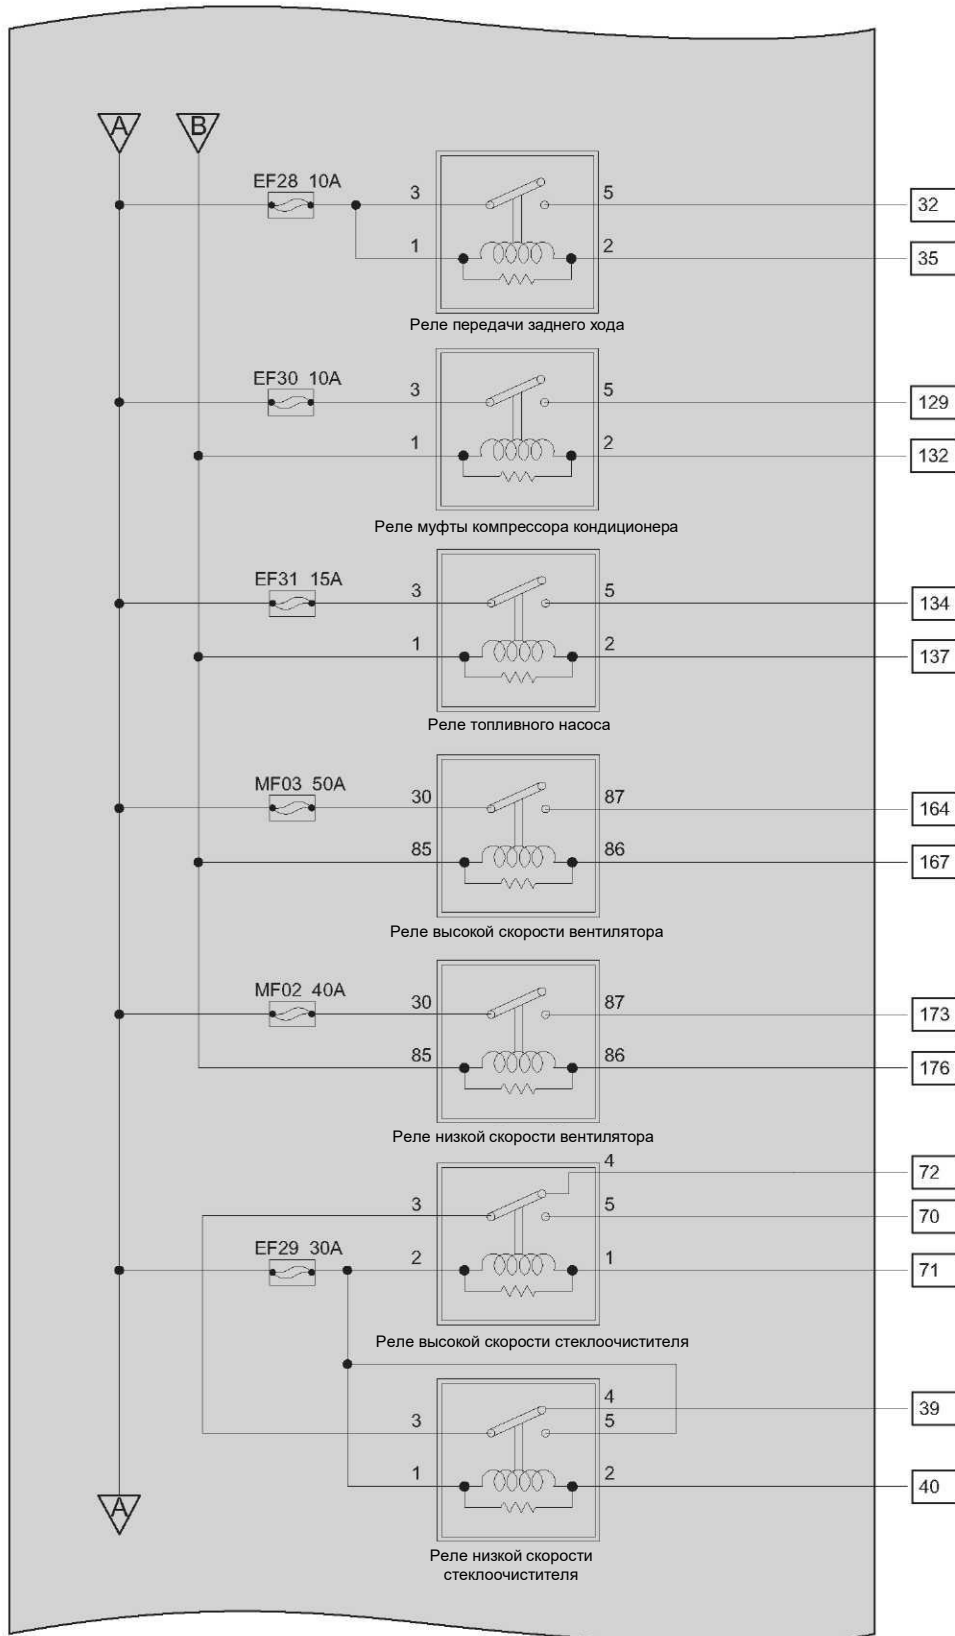 A B
EF28 10A
3 5
32
1 2
35
Реле передачи заднего хода
EF30 10A
3 5
129
1 2
132
Реле муфты компрессора кондиционера
EF31 15A
3 5
134
1 2
137
Реле топливного насоса
MF03 50A
30 87
164
85 86
167
Реле высокой скорости вентилятора
MF02 40A
30 87
173
85 86
176
Реле низкой скорости вентилятора
4
72
3 5
70
EF29 30A
2 1
71
Реле высокой скорости стеклоочистителя
4
39
3 5
1 2
40
A
Реле низкой скорости
стеклоочистителя